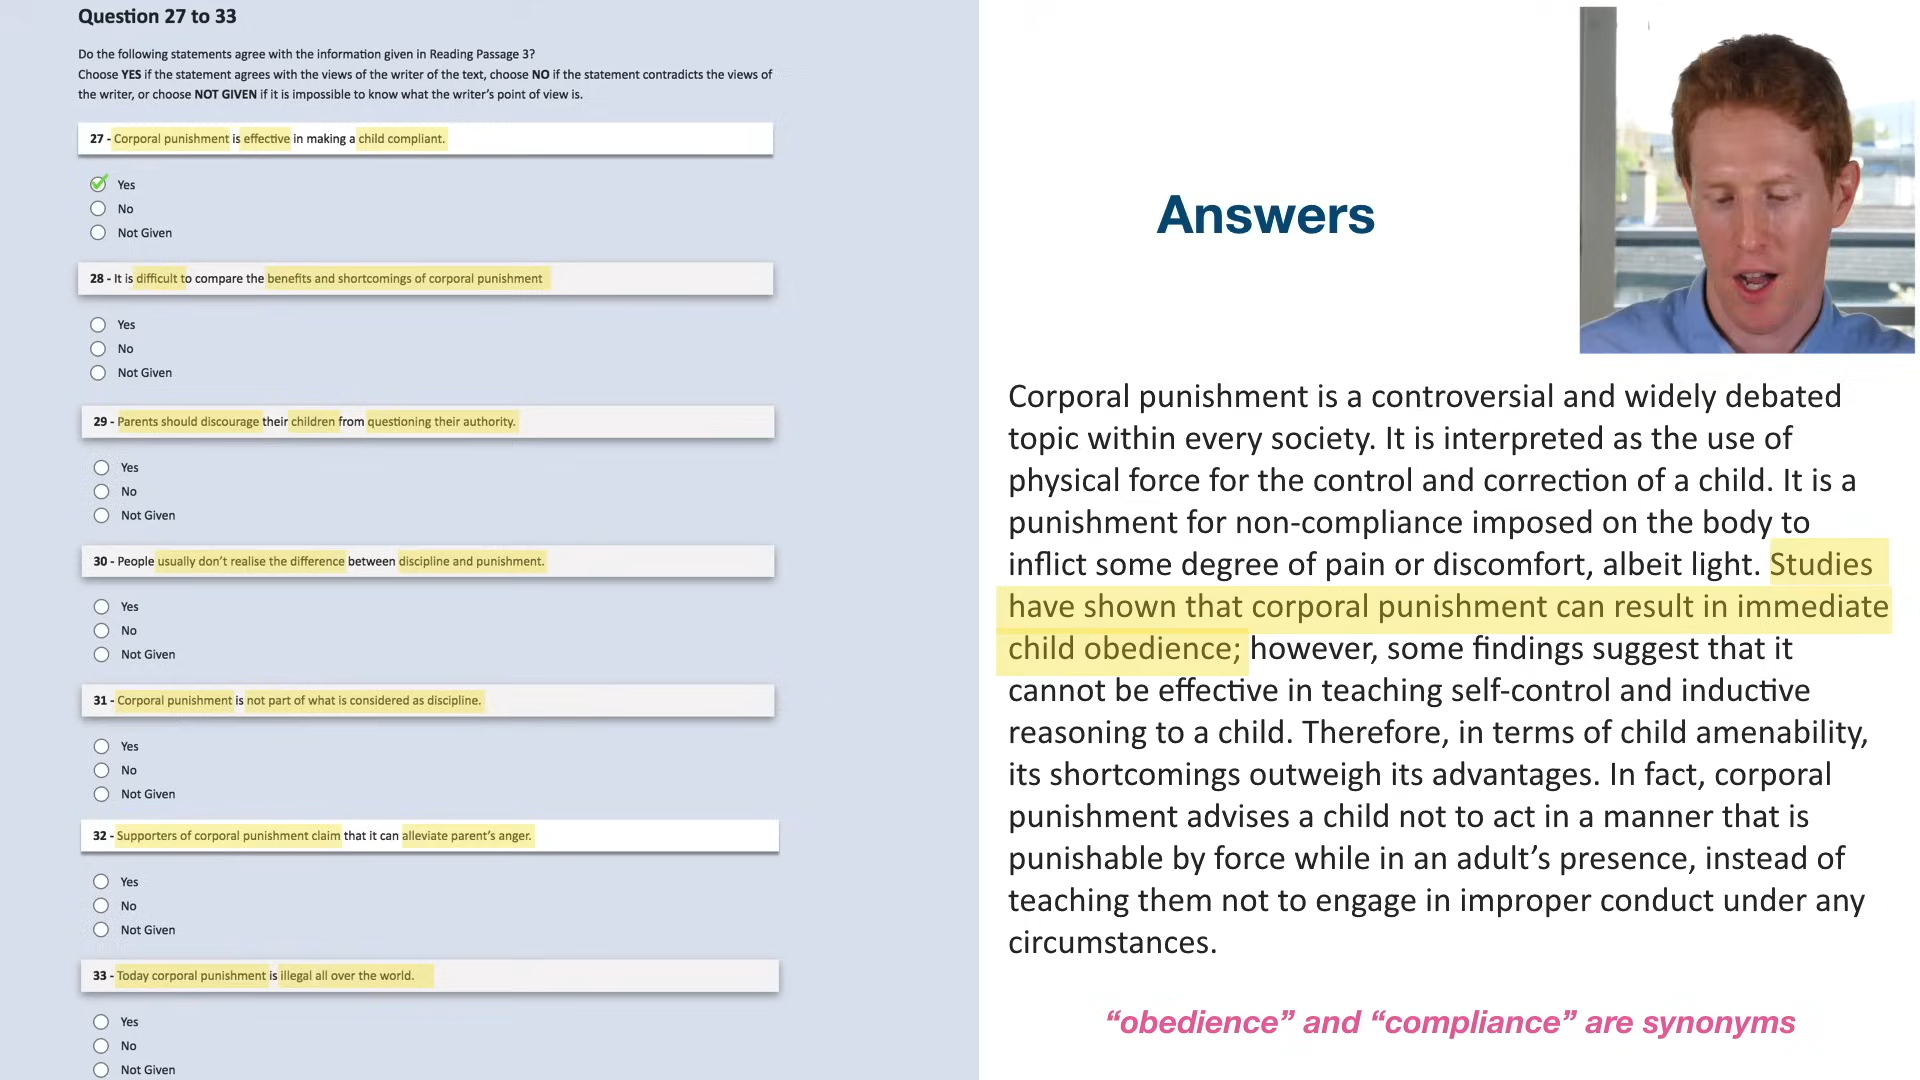 Question 27 to 33
Do the following statements agree with the information given in Reading Passage 3?
Choose YES if the statement agrees with the views of the writer of the text, choose NO if the statement contradicts the views of
the writer, or choose NOT GIVEN if it is impossible to know what the writer's point of view is.
27 - Corporal punishment is effective in making a child compliant.
Yes
No
Not Given
28 - It is difficult to compare the benefits and shortcomings of corporal punishment
Yes
No
Not Given
29 - Parents should discourage their children from questioning their authority.
Yes
No
Not Given
30 - People usually don't realise the difference between discipline and punishment.
Yes
No
Not Given
31 - Corporal punishment is not part of what is considered as discipline.
Yes
No
Not Given
32 - Supporters of corporal punishment claim that it can alleviate parent's anger.
Yes
No
Not Given
33 - Today corporal punishment is illegal all over the world.
Yes
No
Not Given
Answers
Corporal punishment is a controversial and widely debated
topic within every society. It is interpreted as the use of
physical force for the control and correction of a child. It is a
punishment for non-compliance imposed on the body to
inflict some degree of pain or discomfort, albeit light. Studies
have shown that corporal punishment can result in immediate
child obedience; however, some findings suggest that it
cannot be effective in teaching self-control and inductive
reasoning to a child. Therefore, in terms of child amenability,
its shortcomings outweigh its advantages. In fact, corporal
punishment advises a child not to act in a manner that is
punishable by force while in an adult's presence, instead of
teaching them not to engage in improper conduct under any
circumstances.
“obedience” and “compliance” are synonyms